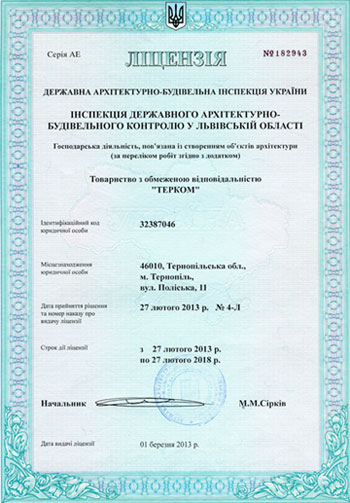 Серія АЕ
ЛІЦЕНЗІЯ
№182943
ДЕРЖАВНА АРХІТЕКТУРНО-БУДІВЕЛЬНА ІНСПЕКЦІЯ УКРАЇНИ
ІНСПЕКЦІЯ ДЕРЖАВНОГО АРХІТЕКТУРНО-
БУДІВЕЛЬНОГО КОНТРОЛЮ У ЛЬВІВСЬКІЙ ОБЛАСТІ
Господарська діяльність, пов'язана із створенням об'єктів архітектури
(за переліком робіт згідно з додатком)
Товариство з обмеженою відповідальністю
"ТЕРКОМ"
Ідентифікаційний код
юридичної особи
32387046
Місцезнаходження
юридичної особи
46010, Тернопільська обл.,
м. Тернопіль,
вул. Поліська, 11
Дата прийняття рішення
та номер наказу про
видачу ліцензії
27 лютого 2013 р. № 4-Л
Строк дії ліцензії
з 27 лютого 2013 р.
по 27 лютого 2018 р.
Начальник
М.М.Сірків
Дата видачі ліцензії
01 березня 2013 р.